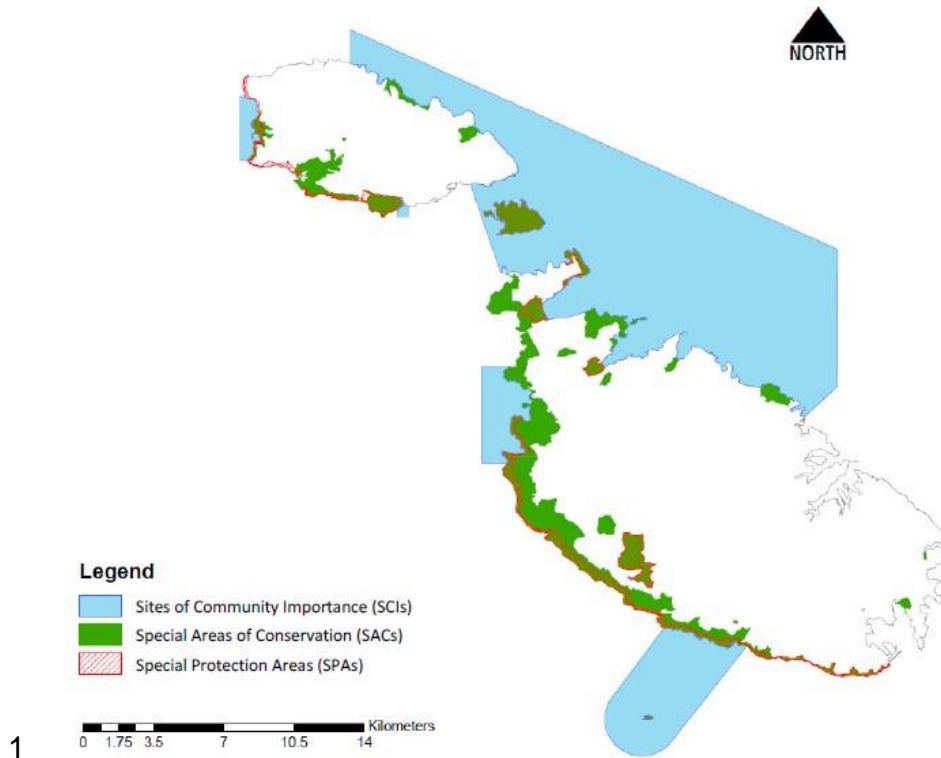 NORTH
Legend
Sites of Community Importance (SCIs)
Special Areas of Conservation (SACs)
Special Protection Areas (SPAs)
Kilometers
0 1.75 3.5 7 10.5 14
1